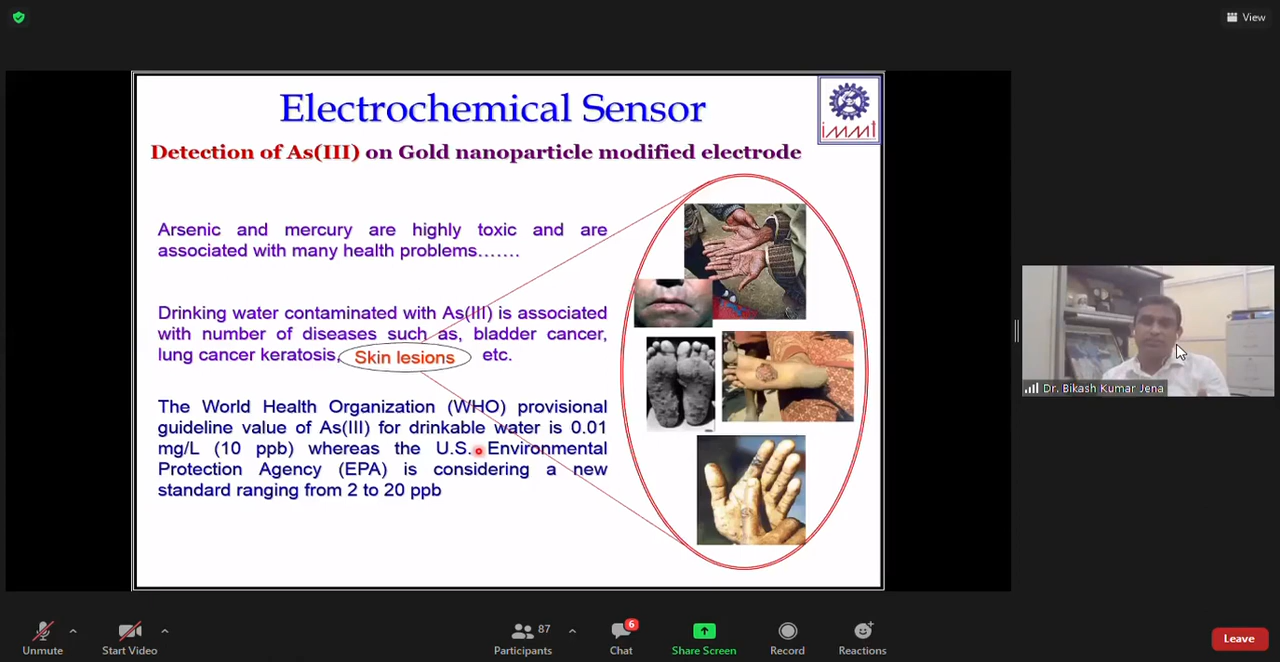 View
Electrochemical Sensor
immt
Detection of As(III) on Gold nanoparticle modified electrode
Arsenic and mercury are highly toxic and are
associated with many health problems…….
Drinking water contaminated with As(III) is associated
with number of diseases such as, bladder cancer,
lung cancer keratosis, Skin lesions etc.
The World Health Organization (WHO) provisional
guideline value of As(III) for drinkable water is 0.01
mg/L (10 ppb) whereas the U.S. Environmental
Protection Agency (EPA) is considering a new
standard ranging from 2 to 20 ppb
Dr. Bikash Kumar Jena
87
6
Unmute
Start Video
Participants
Chat
Share Screen
Record
Reactions
Leave